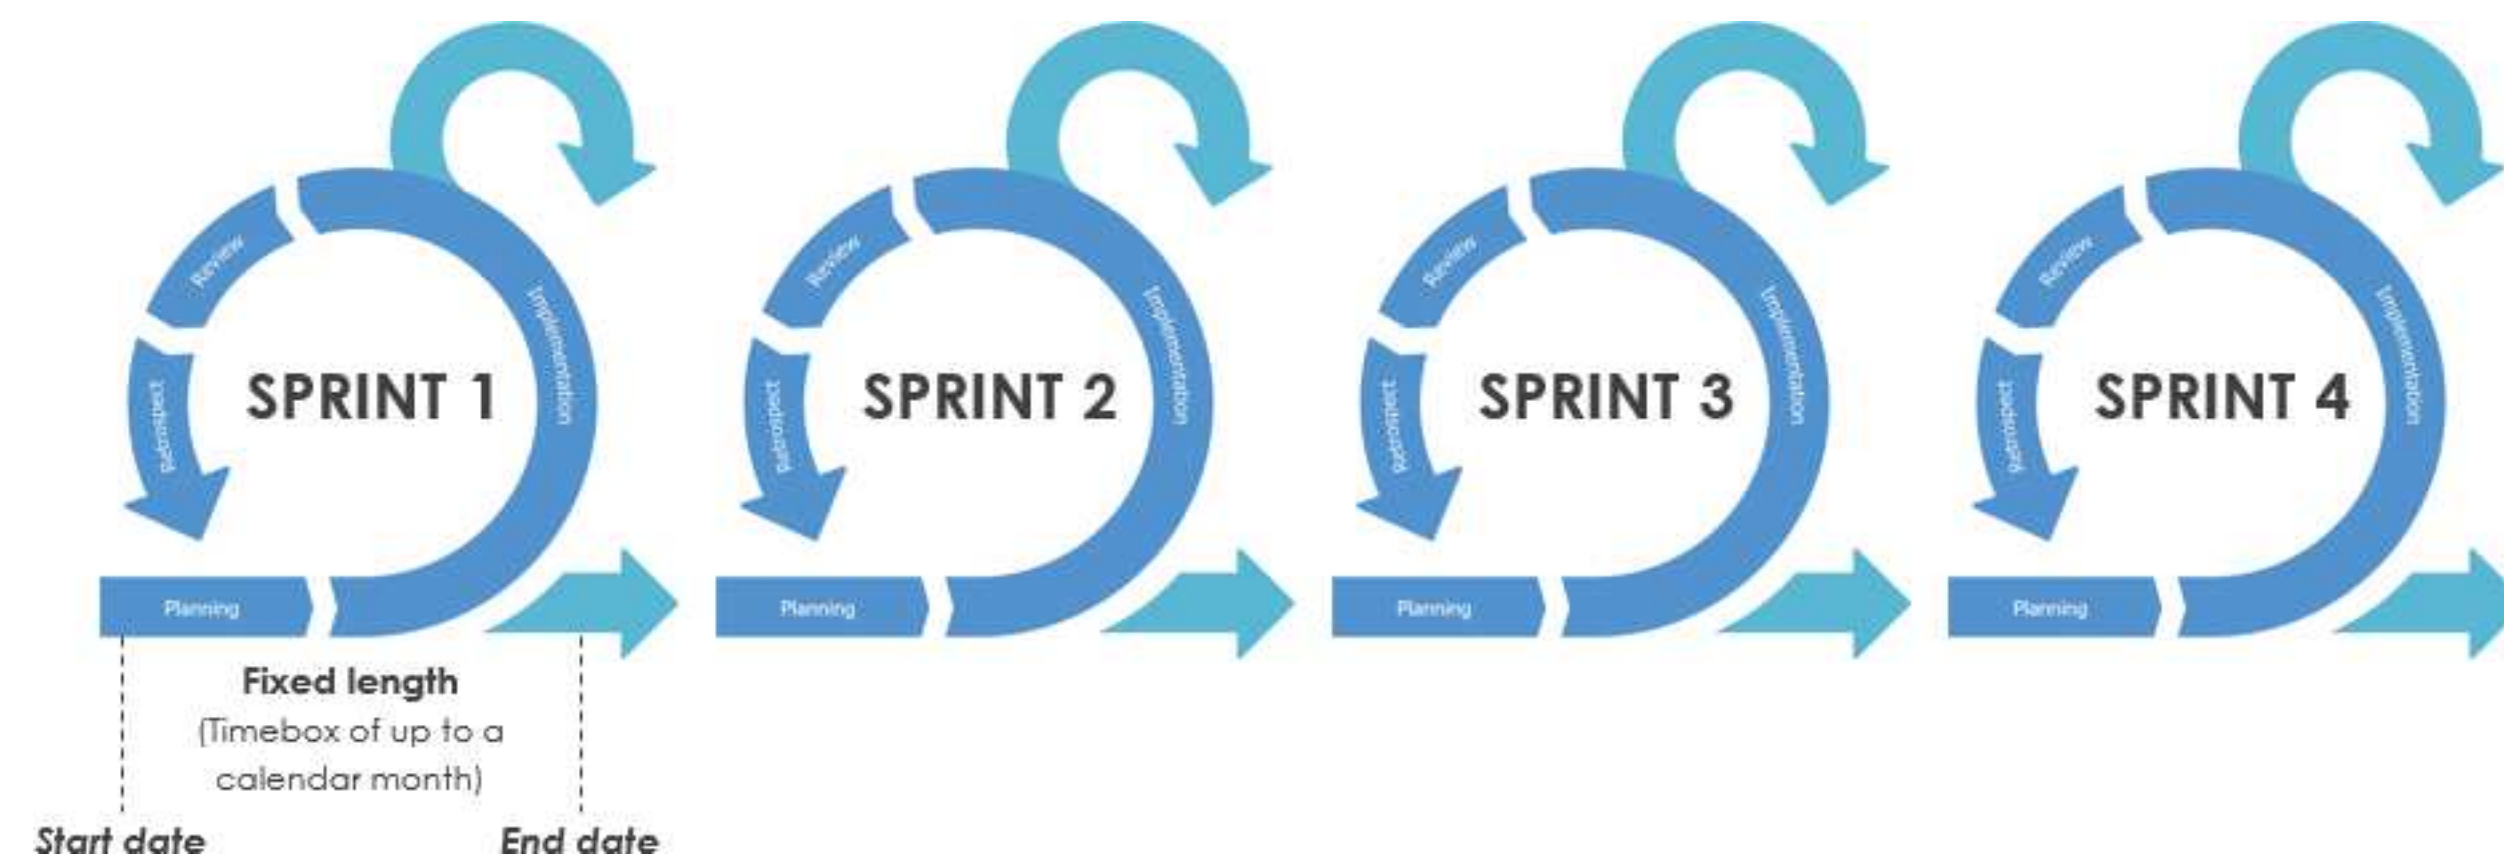 Review
Implementation
SPRINT 1
Retrospect
Planning
Review
Implementation
SPRINT 2
Retrospect
Planning
Review
Implementation
SPRINT 3
Retrospect
Planning
Review
Implementation
SPRINT 4
Retrospect
Planning
Fixed length
(Timebox of up to a
calendar month)
Start date
End date